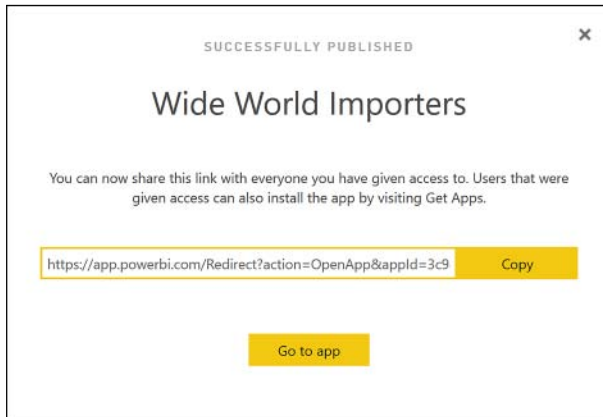 SUCCESSFULLY PUBLISHED
Wide World Importers
You can now share this link with everyone you have given access to. Users that were
given access can also install the app by visiting Get Apps.
https://app.powerbi.com/Redirect?action=OpenApp&appId=3c9 Copy
Go to app